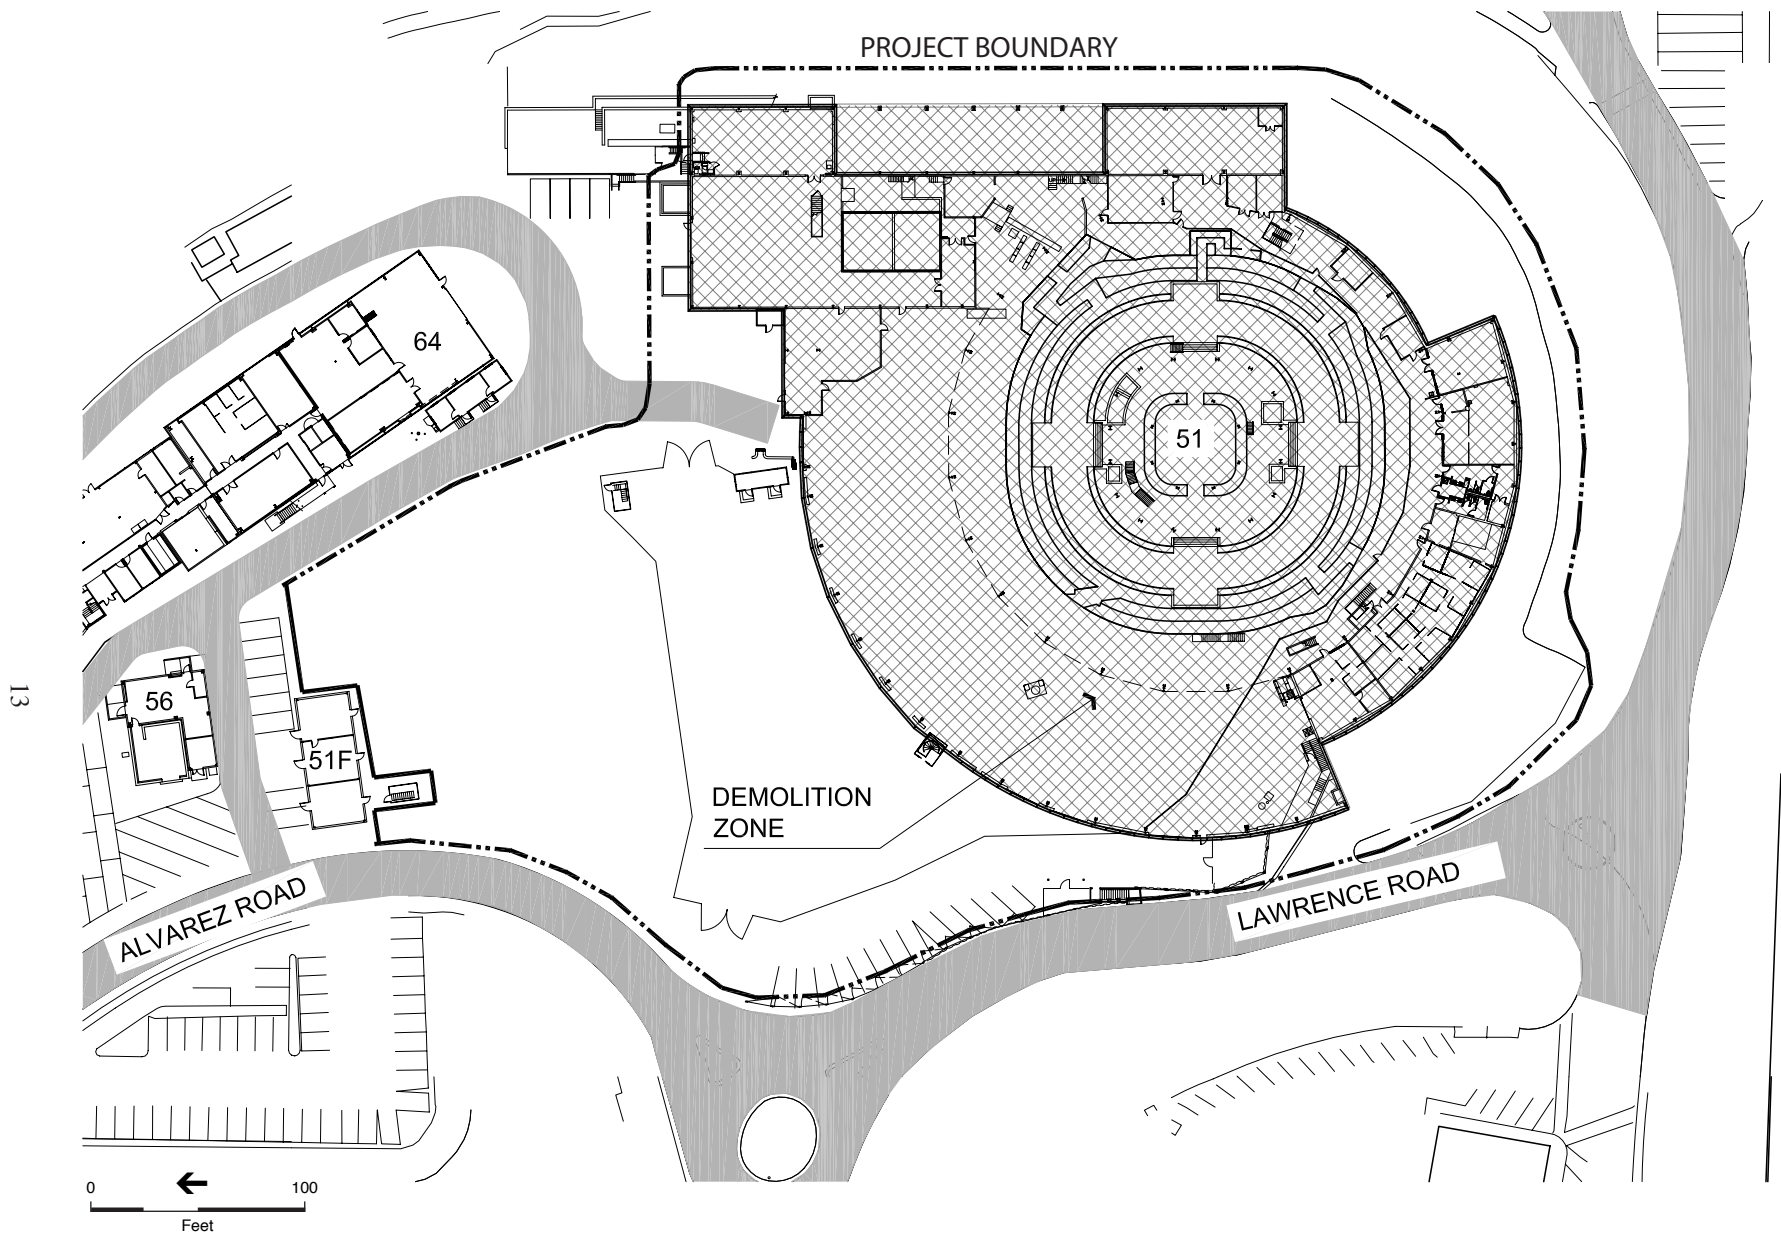 PROJECT BOUNDARY
64
51
56
51F
DEMOLITION
ZONE
ALVAREZ ROAD
LAWRENCE ROAD
13
0 100
Feet